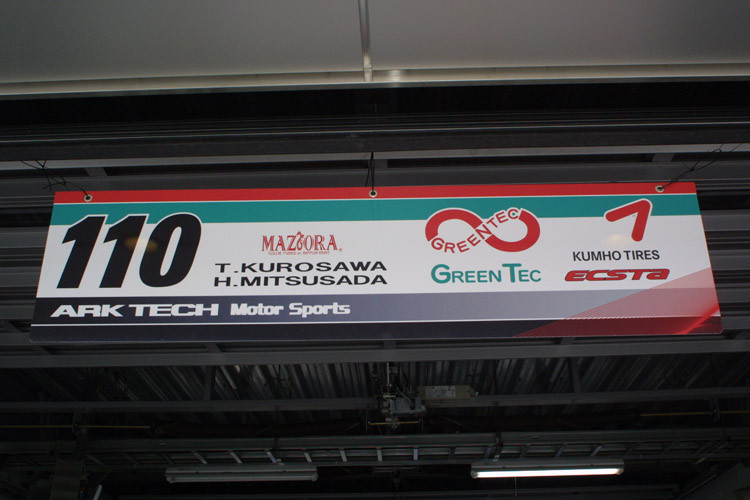 110
MAZIORA
T.KUROSAWA
H.MITSUSADA
GREENTEC
GREEN TEC
KUMHO TIRES
ECSTA
ARK TECH Motor Sports